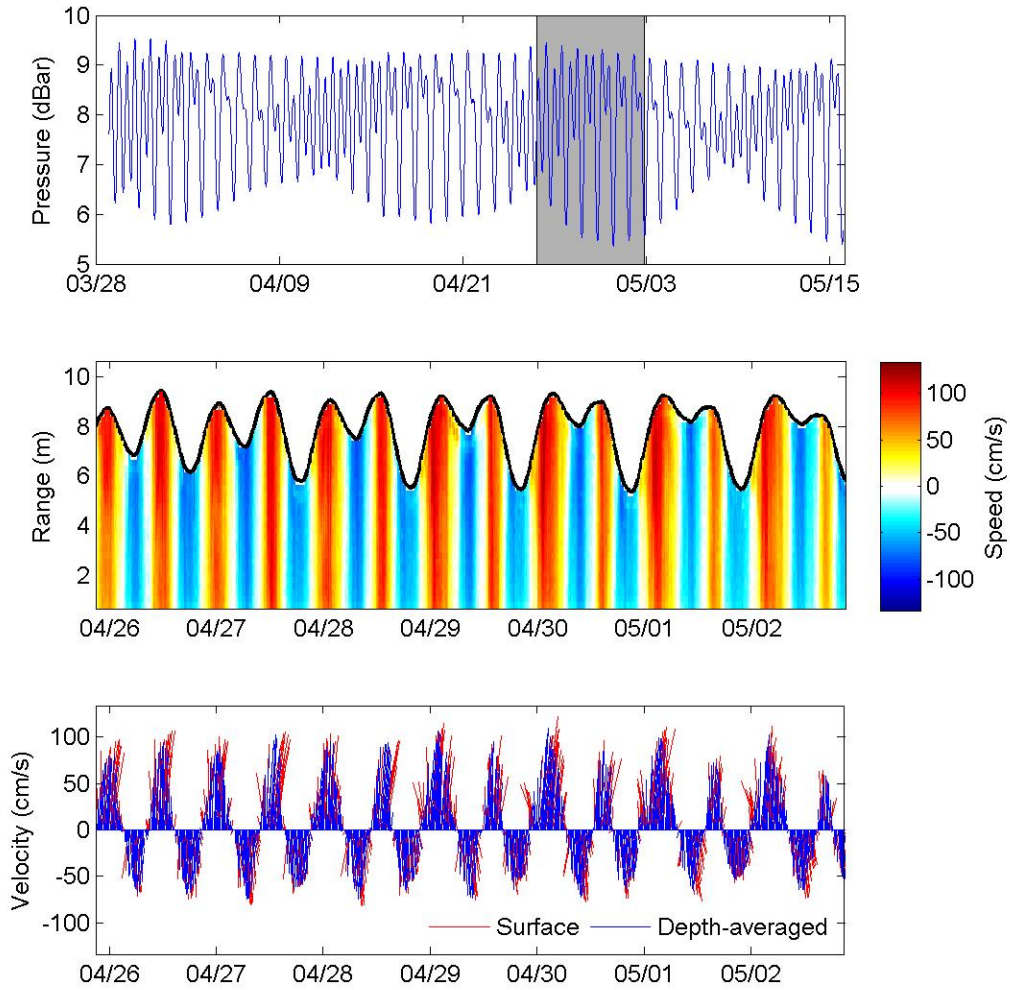 10
9
8
7
6
5
Pressure (dBar)
03/28 04/09 04/21 05/03 05/15
10
8
6
4
2
Range (m)
04/26 04/27 04/28 04/29 04/30 05/01 05/02
100
50
0
-50
-100
Speed (cm/s)
100
50
0
-50
-100
Velocity (cm/s)
Surface Depth-averaged
04/26 04/27 04/28 04/29 04/30 05/01 05/02